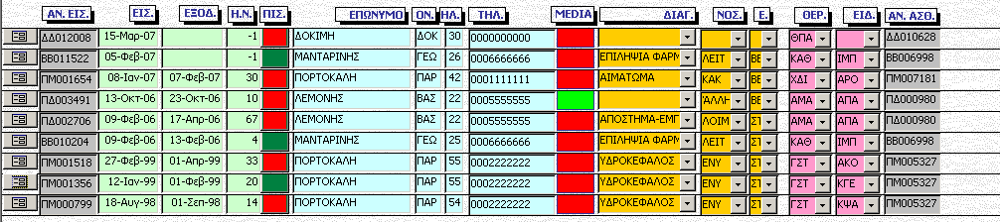 ΑΝ. ΕΙΣ. ΕΙΣ. ΕΞΟΔ. Η.Ν. ΠΙΣ. ΕΠΩΝΥΜΟ ΟΝ. ΗΛ. ΤΗΛ. MEDIA ΔΙΑΓ. ΝΟΣ. Ε. ΘΕΡ. ΕΙΔ. ΑΝ. ΑΣΘ.
ΔΔ012008 15-Μαρ-07 -1 ΔΟΚΙΜΗ ΔΟΚ 30 0000000000 ΘΠΑ ΔΔ010628
ΒΒ011522 05-Φεβ-07 -1 ΜΑΝΤΑΡΙΝΗΣ ΓΕΩ 26 0006666666 ΕΠΙΛΗΨΙΑ ΦΑΡΜ ΛΕΙΤ ΒΕ ΚΑΘ ΙΜΠ ΒΒ006998
ΠΜ001654 08-Ιαν-07 07-Φεβ-07 30 ΠΟΡΤΟΚΑΛΗ ΠΑΡ 42 0001111111 ΑΙΜΑΤΩΜΑ ΚΑΚ ΧΔΙ ΑΡΟ ΠΜ007181
ΠΔ003491 13-Οκτ-06 23-Οκτ-06 10 ΛΕΜΟΝΗΣ ΒΑΣ 22 0005555555 ΆΛΛΗ ΒΕ ΑΜΑ ΑΠΑ ΠΔ000980
ΠΔ002706 09-Φεβ-06 17-Απρ-06 67 ΛΕΜΟΝΗΣ ΒΑΣ 22 0005555555 ΑΠΟΣΤΗΜΑ-ΕΜΠ ΛΟΙΜ ΑΜΑ ΑΠΑ ΠΔ000980
ΒΒ010204 09-Φεβ-06 13-Φεβ-06 4 ΜΑΝΤΑΡΙΝΗΣ ΓΕΩ 25 0006666666 ΕΠΙΛΗΨΙΑ ΦΑΡΜ ΛΕΙΤ ΚΑΘ ΙΜΠ ΒΒ006998
ΠΜ001518 27-Φεβ-99 01-Απρ-99 33 ΠΟΡΤΟΚΑΛΗ ΠΑΡ 55 0002222222 ΥΔΡΟΚΕΦΑΛΟΣ ΕΝΥ ΓΣΤ ΑΚΟ ΠΜ005327
ΠΜ001356 12-Ιαν-99 01-Φεβ-99 20 ΠΟΡΤΟΚΑΛΗ ΠΑΡ 55 0002222222 ΥΔΡΟΚΕΦΑΛΟΣ ΕΝΥ ΓΣΤ ΚΓΕ ΠΜ005327
ΠΜ000799 18-Αυγ-98 01-Σεπ-98 14 ΠΟΡΤΟΚΑΛΗ ΠΑΡ 54 0002222222 ΥΔΡΟΚΕΦΑΛΟΣ ΕΝΥ ΓΣΤ ΚΨΑ ΠΜ005327